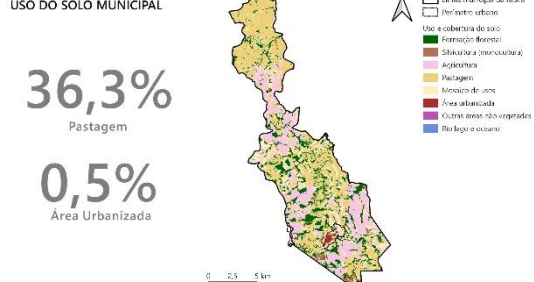 USO DO SOLO MUNICIPAL
36,3%
Pastagem
0,5%
Área Urbanizada
Perímetro urbano
Uso e cobertura do solo
Formação florestal
Silvicultura (monocultura)
Agricultura
Pastagem
Mosaico de usos
Área urbanizada
Outras áreas não vegetadas
Rio lago e oceano
0 2,5 5 km